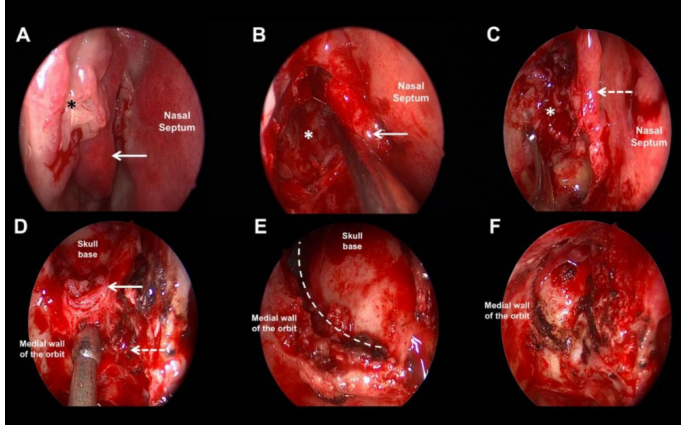 A
Nasal
Septum
*
B
Nasal
Septum
*
C
Nasal
Septum
*
D
Skull
base
Medial wall
of the orbit
E
Skull
base
Medial wall
of the orbit
F
Medial wall
of the orbit